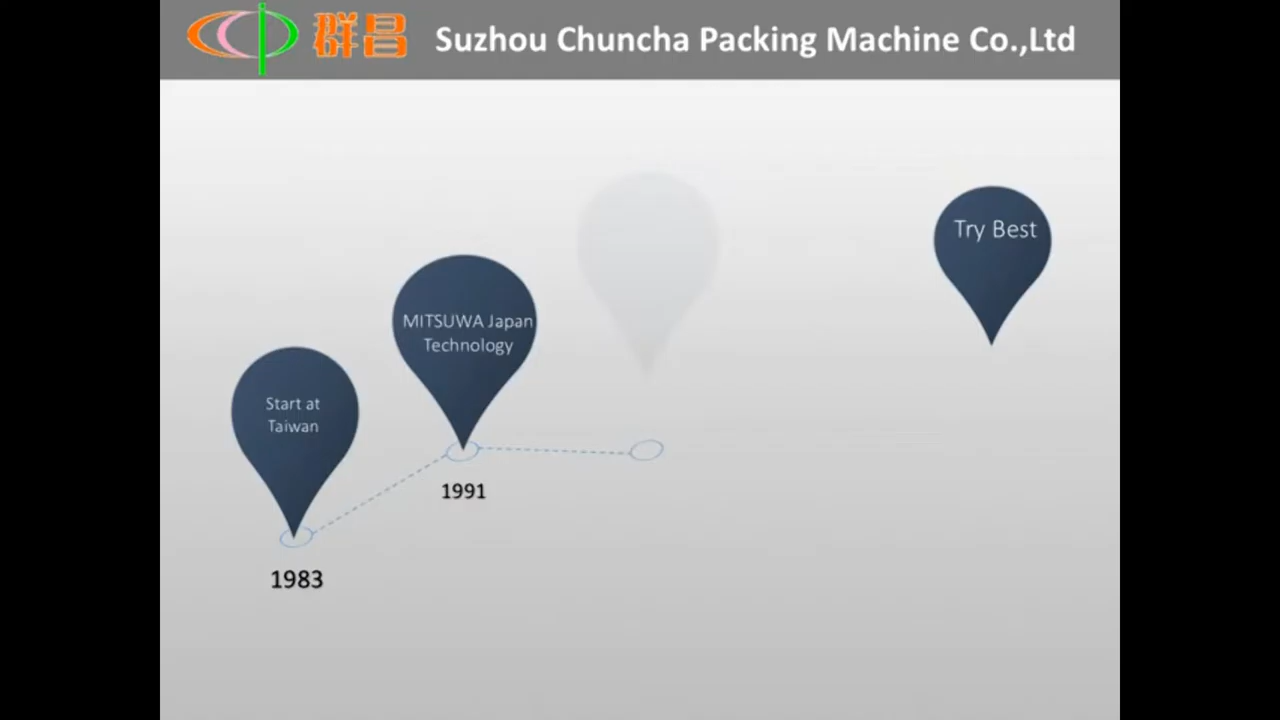 群昌 Suzhou Chuncha Packing Machine Co.,Ltd
Try Best
MITSUWA Japan
Technology
Start at
Taiwan
1991
1983